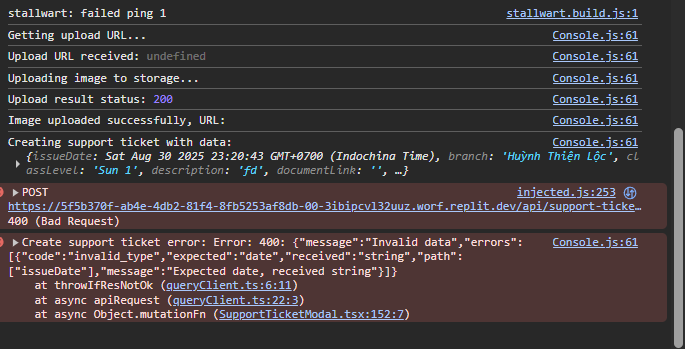 stallwart: failed ping 1 stallwart.build.js:1
Getting upload URL... Console.js:61
Upload URL received: undefined Console.js:61
Uploading image to storage... Console.js:61
Upload result status: 200 Console.js:61
Image uploaded successfully, URL: Console.js:61
Creating support ticket with data: Console.js:61
{issueDate: Sat Aug 30 2025 23:20:43 GMT+0700 (Indochina Time), branch: 'Huỳnh Thiện Lộc', cl
assLevel: 'Sun 1', description: 'fd', documentLink: '', …}
POST injected.js:253
https://5f5b370f-ab4e-4db2-81f4-8fb5253af8db-00-3ibipcvl32uuz.worf.replit.dev/api/support-ticke…
400 (Bad Request)
Create support ticket error: Error: 400: {"message":"Invalid data","errors": Console.js:61
[{"code":"invalid_type","expected":"date","received":"string","path":
["issueDate"],"message":"Expected date, received string"}]}
at throwIfResNotOk (queryClient.ts:6:11)
at async apiRequest (queryClient.ts:22:3)
at async Object.mutationFn (SupportTicketModal.tsx:152:7)